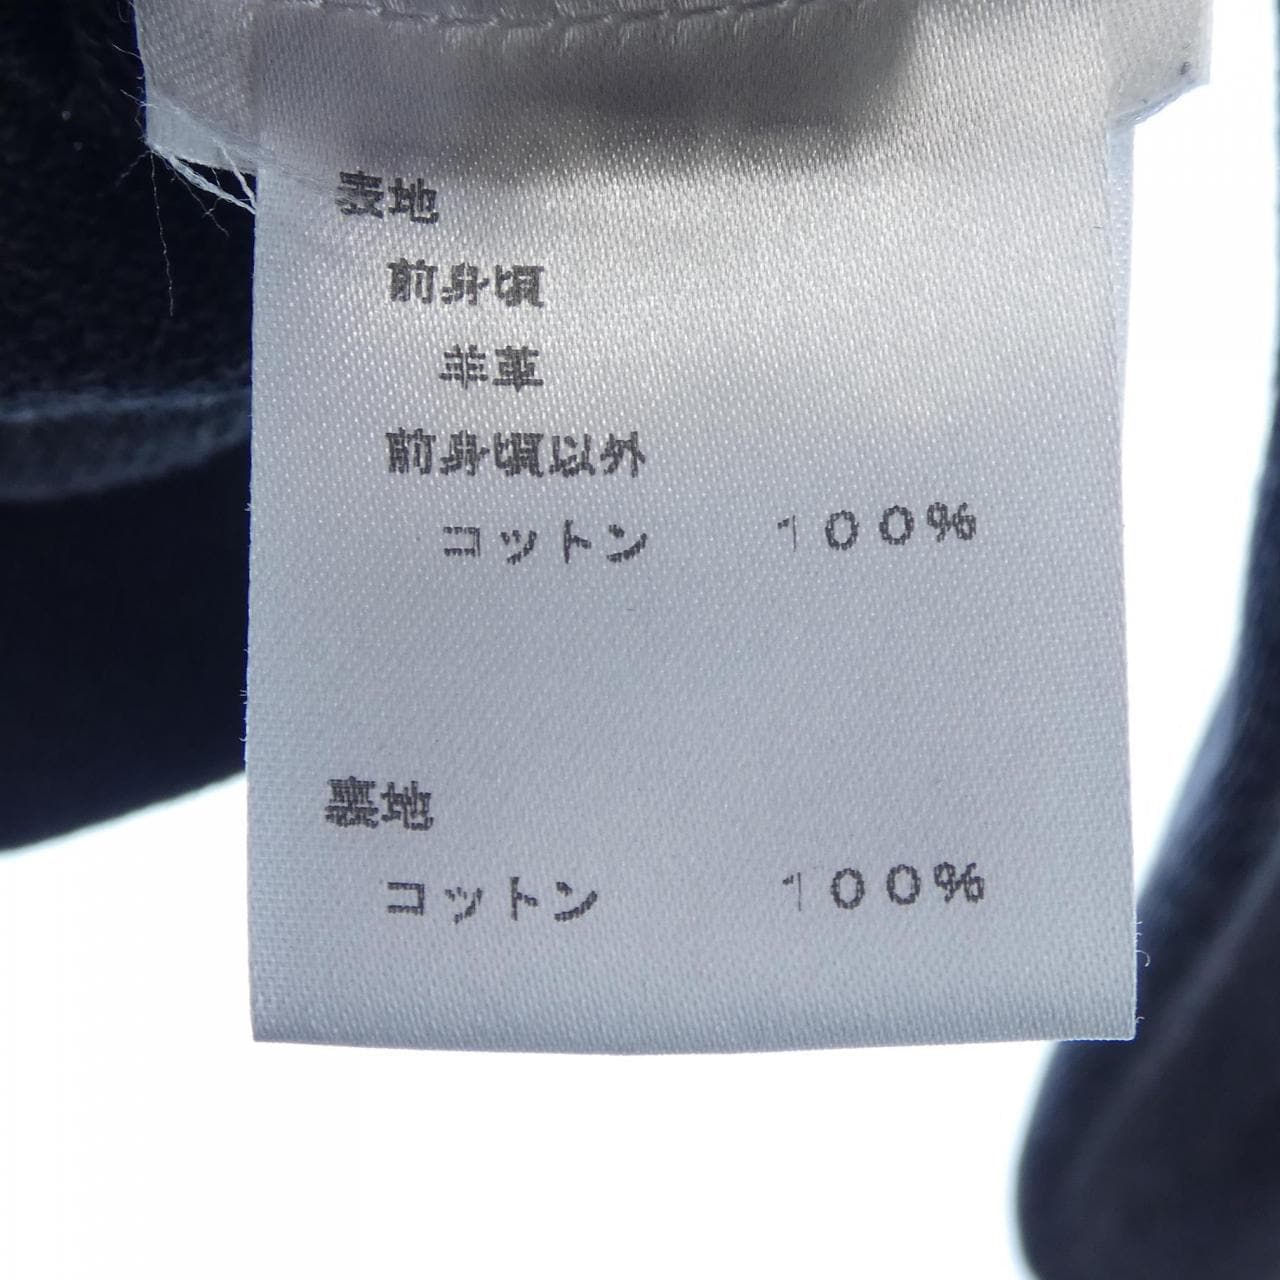 表地
前身頃
羊革
前身頃以外
コットン　１００％
裏地
コットン　１００％